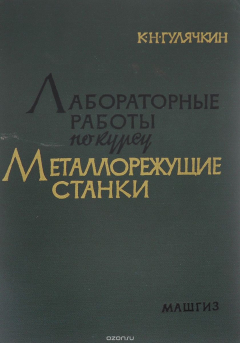 К·Н·ГУЛЯЧКИН
ЛАБОРАТОРНЫЕ
РАБОТЫ
по курсу
МЕТАЛЛОРЕЖУЩИЕ
СТАНКИ
МАШГИЗ
ozon.ru